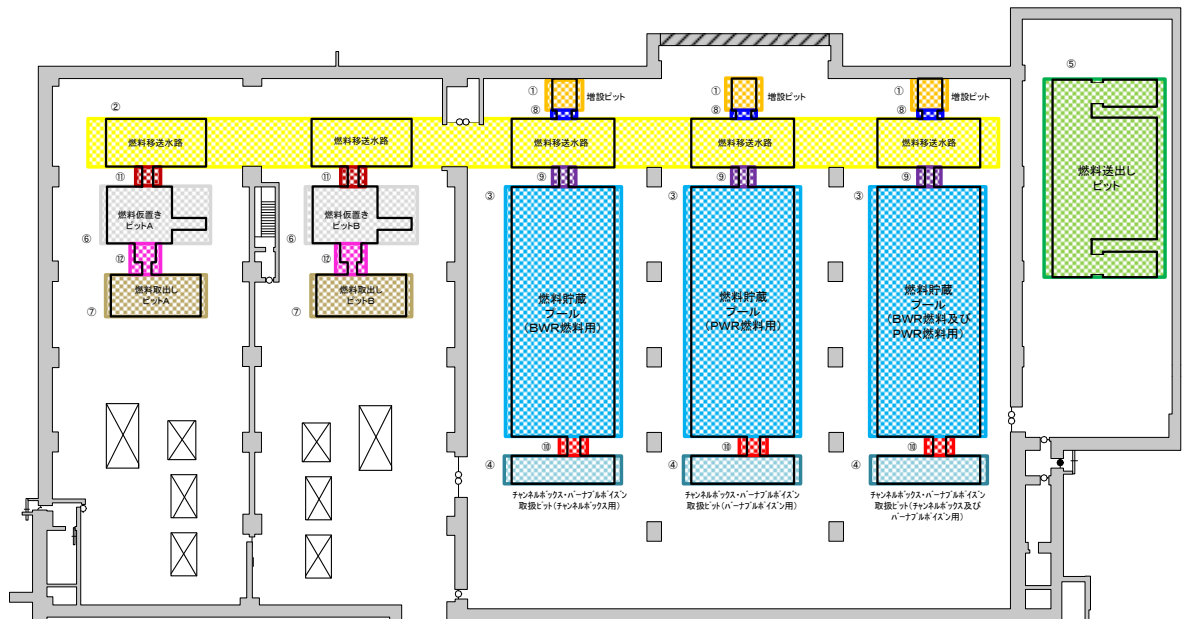 ⑤
①
増設ピット
①
増設ピット
①
増設ピット
②
⑧
⑧
⑧
燃料移送水路
燃料移送水路
燃料移送水路
燃料移送水路
燃料移送水路
燃料送出し
ピット
⑪
⑪
⑨
⑨
⑨
③
③
③
燃料仮置き
ピットA
燃料仮置き
ピットB
⑥
⑥
⑫
⑫
燃料取出し
ピットA
燃料取出し
ピットB
⑦
⑦
燃料貯蔵
プール
(BWR燃料用)
燃料貯蔵
プール
(PWR燃料用)
燃料貯蔵
プール
(BWR燃料及び
PWR燃料用)
⑩
⑩
⑩
④
④
④
チャンネルボックス・バーナブルポイズン
取扱ピット(チャンネルボックス用)
チャンネルボックス・バーナブルポイズン
取扱ピット(バーナブルポイズン用)
チャンネルボックス・バーナブルポイズン
取扱ピット(チャンネルボックス及び
バーナブルポイズン用)